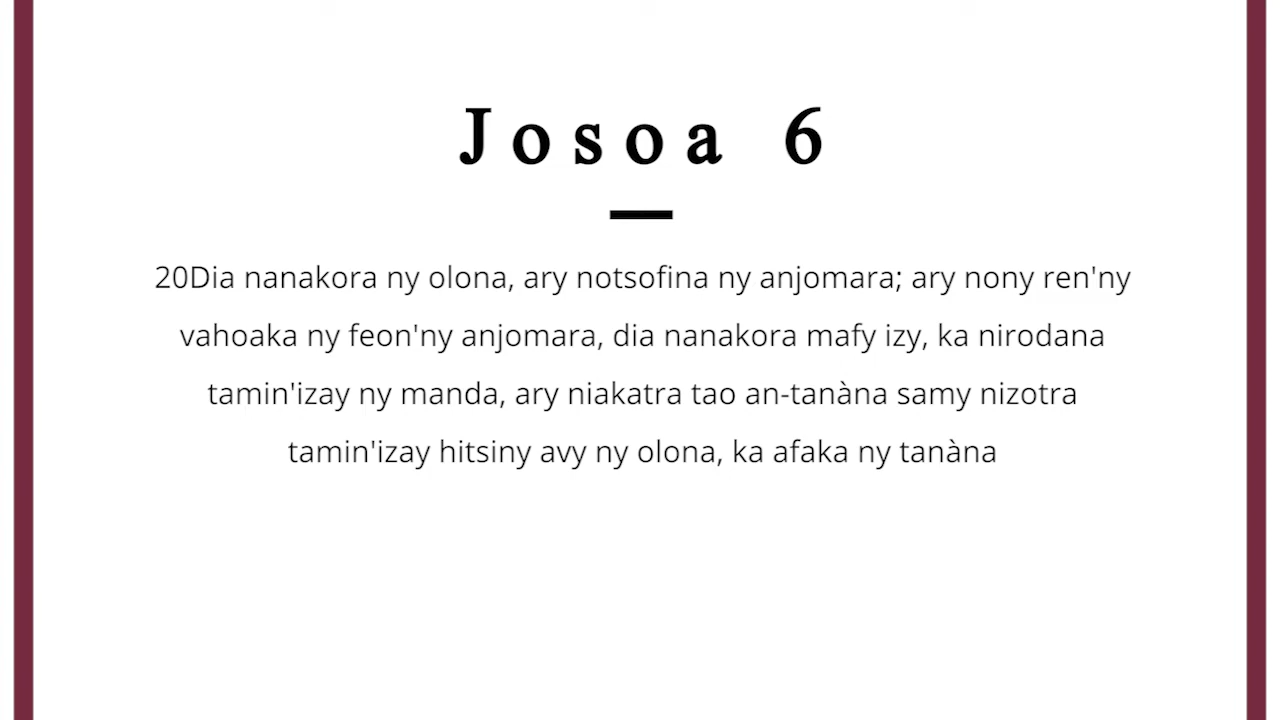 Josoa 6
20Dia nanakora ny olona, ary notsofina ny anjomara; ary nony ren'ny
vahoaka ny feon'ny anjomara, dia nanakora mafy izy, ka nirodana
tamin'izay ny manda, ary niakatra tao an-tanàna samy nizotra
tamin'izay hitsiny avy ny olona, ka afaka ny tanàna